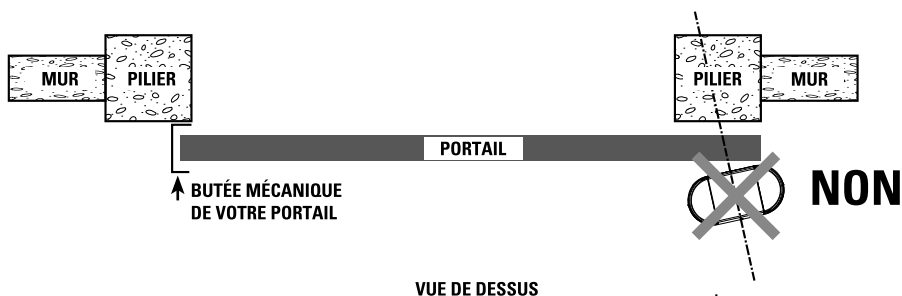 MUR
PILIER
PILIER
MUR
PORTAIL
NON
BUTÉE MÉCANIQUE
DE VOTRE PORTAIL
VUE DE DESSUS